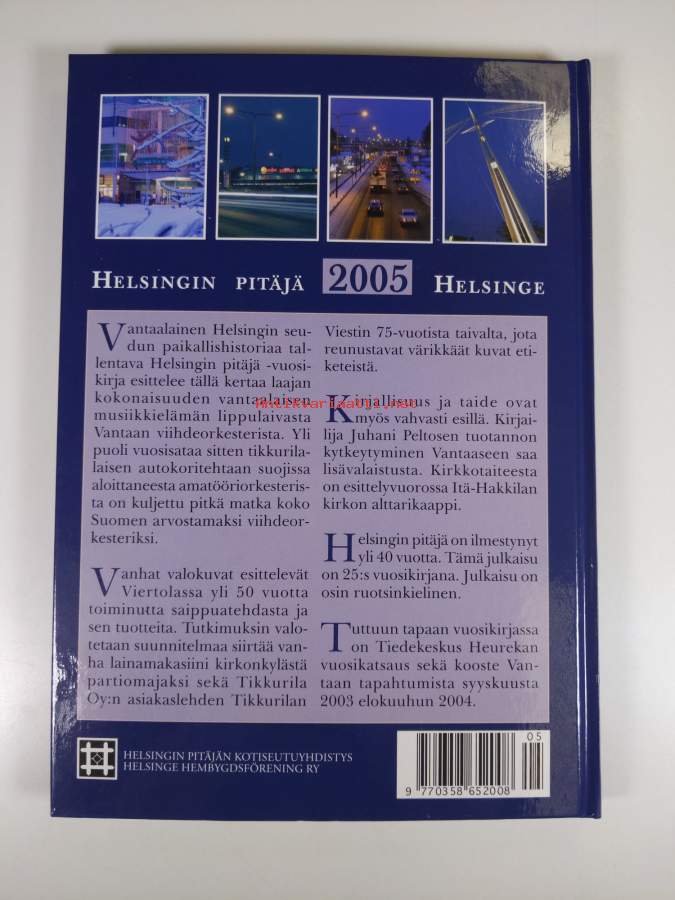 HELSINGIN PITÄJÄ 2005 HELSINGE
Vantaalainen Helsingin seu-
dun paikallishistoriaa tal-
lentava Helsingin pitäjä -vuosi-
kirja esittelee tällä kertaa laajan
kokonaisuuden vantaalaisen
musiikkielämän lippulaivasta
Vantaan viihdeorkesterista. Yli
puoli vuosisataa sitten tikkurila-
laisen autokoritehtaan suojissa
aloittaneesta amatööriorkesteris-
ta on kuljettu pitkä matka koko
Suomen arvostamaksi viihdeor-
kesteriksi.
Vanhat valokuvat esittelevät
Viertolassa yli 50 vuotta
toiminutta saippuatehdasta ja
sen tuotteita. Tutkimuksin valo-
tetaan suunnitelmaa siirtää van-
ha lainamakasiini kirkonkylästä
partiomajaksi sekä Tikkurila
Oy:n asiakaslehden Tikkurilan
Viestin 75-vuotista taivalta, jota
reunustavat värikkäät kuvat eti-
keteistä.
Kirjallisuus ja taide ovat
myös vahvasti esillä. Kirjai-
lija Juhani Peltosen tuotannon
kytkeytyminen Vantaaseen saa
lisävalaistusta. Kirkkotaiteesta
on esittelyvuorossa Itä-Hakkilan
kirkon alttarikaappi.
Helsingin pitäjä on ilmestynyt
yli 40 vuotta. Tämä julkaisu
on 25:s vuosikirjana. Julkaisu on
osin ruotsinkielinen.
Tuttuun tapaan vuosikirjassa
on Tiedekeskus Heurekan
vuosikatsaus sekä kooste Van-
taan tapahtumista syyskuusta
2003 elokuuhun 2004.
Antikvariaatti.net
HELSINGIN PITÄJÄN KOTISEUTUYHDISTYS
HELSINGE HEMBYGDSFÖRENING RY
05
9 770358 652008